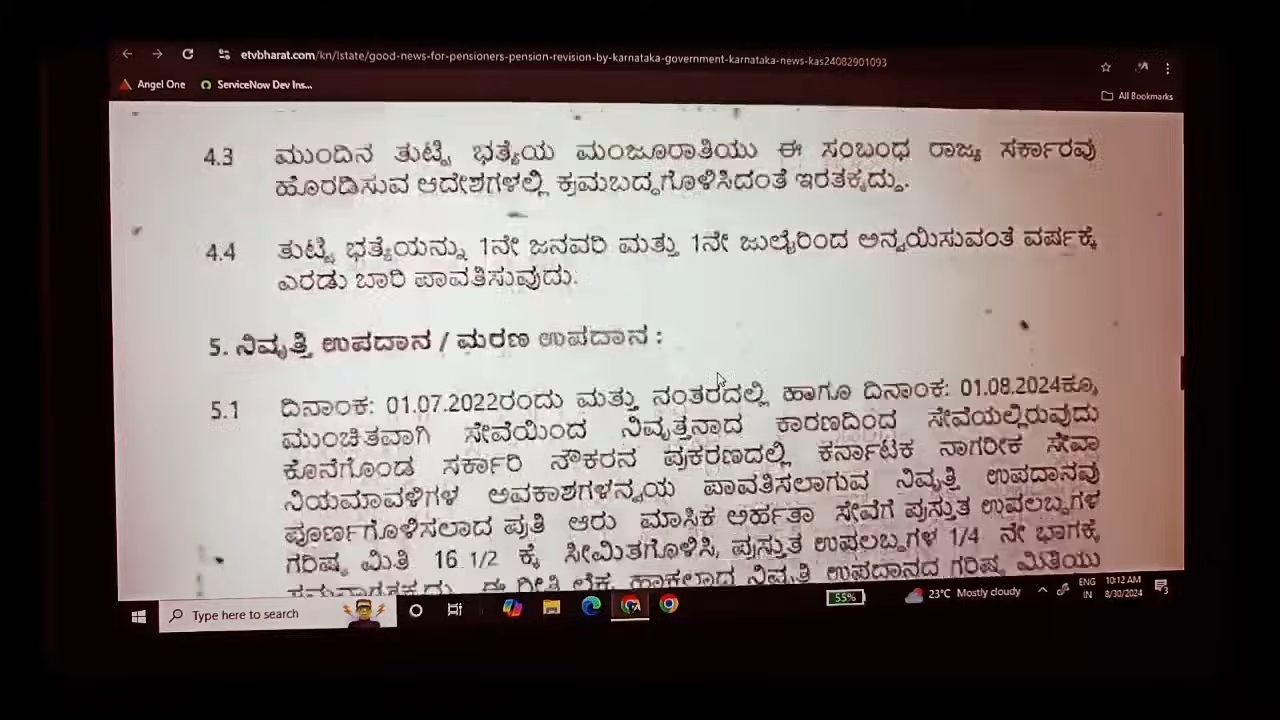 etvbharat.com/kn/!state/good-news-for-pensioners-pension-revision-by-karnataka-government-karnataka-news-kas24082901093
Angel One ServiceNow Dev Ins... All Bookmarks
4.3 ಮುಂದಿನ ತುಟ್ಟಿ ಭತ್ಯೆಯ ಮಂಜೂರಾತಿಯು ಈ ಸಂಬಂಧ ರಾಜ್ಯ ಸರ್ಕಾರವು
ಹೊರಡಿಸುವ ಆದೇಶಗಳಲ್ಲಿ ಕ್ರಮಬದ್ಧಗೊಳಿಸಿದಂತೆ ಇರತಕ್ಕದ್ದು.
4.4 ತುಟ್ಟಿ ಭತ್ಯೆಯನ್ನು 1ನೇ ಜನವರಿ ಮತ್ತು 1ನೇ ಜುಲೈರಿಂದ ಅನ್ವಯಿಸುವಂತೆ ವರ್ಷಕ್ಕೆ
ಎರಡು ಬಾರಿ ಪಾವತಿಸುವುದು.
5. ನಿವೃತ್ತಿ ಉಪದಾನ / ಮರಣ ಉಪದಾನ :
5.1 ದಿನಾಂಕ: 01.07.2022ರಂದು ಮತ್ತು ನಂತರದಲ್ಲಿ ಹಾಗೂ ದಿನಾಂಕ: 01.08.2024ಕ್ಕೂ
ಮುಂಚಿತವಾಗಿ ಸೇವೆಯಿಂದ ನಿವೃತ್ತನಾದ ಕಾರಣದಿಂದ ಸೇವೆಯಲ್ಲಿರುವುದು
ಕೊನೆಗೊಂಡ ಸರ್ಕಾರಿ ನೌಕರನ ಪ್ರಕರಣದಲ್ಲಿ ಕರ್ನಾಟಕ ನಾಗರೀಕ ಸೇವಾ
ನಿಯಮಾವಳಿಗಳ ಅವಕಾಶಗಳನ್ವಯ ಪಾವತಿಸಲಾಗುವ ನಿವೃತ್ತಿ ಉಪದಾನವು
ಪೂರ್ಣಗೊಳಿಸಲಾದ ಪ್ರತಿ ಆರು ಮಾಸಿಕ ಅರ್ಹತಾ ಸೇವೆಗೆ ಪ್ರಸ್ತುತ ಉಪಲಬ್ಧಗಳ
ಗರಿಷ್ಠ ಮಿತಿ 16 1/2 ಕ್ಕೆ ಸೀಮಿತಗೊಳಿಸಿ, ಪ್ರಸ್ತುತ ಉಪಲಬ್ಧಗಳ 1/4 ನೇ ಭಾಗಕ್ಕೆ
ಈ ರೀತಿ ಲೆಕ್ಕ ಹಾಕಲಾದ ನಿವೃತ್ತಿ ಉಪದಾನದ ಗರಿಷ್ಠ ಮಿತಿಯು
Type here to search 55% 23°C Mostly cloudy ENG IN 10:12 AM 8/30/2024